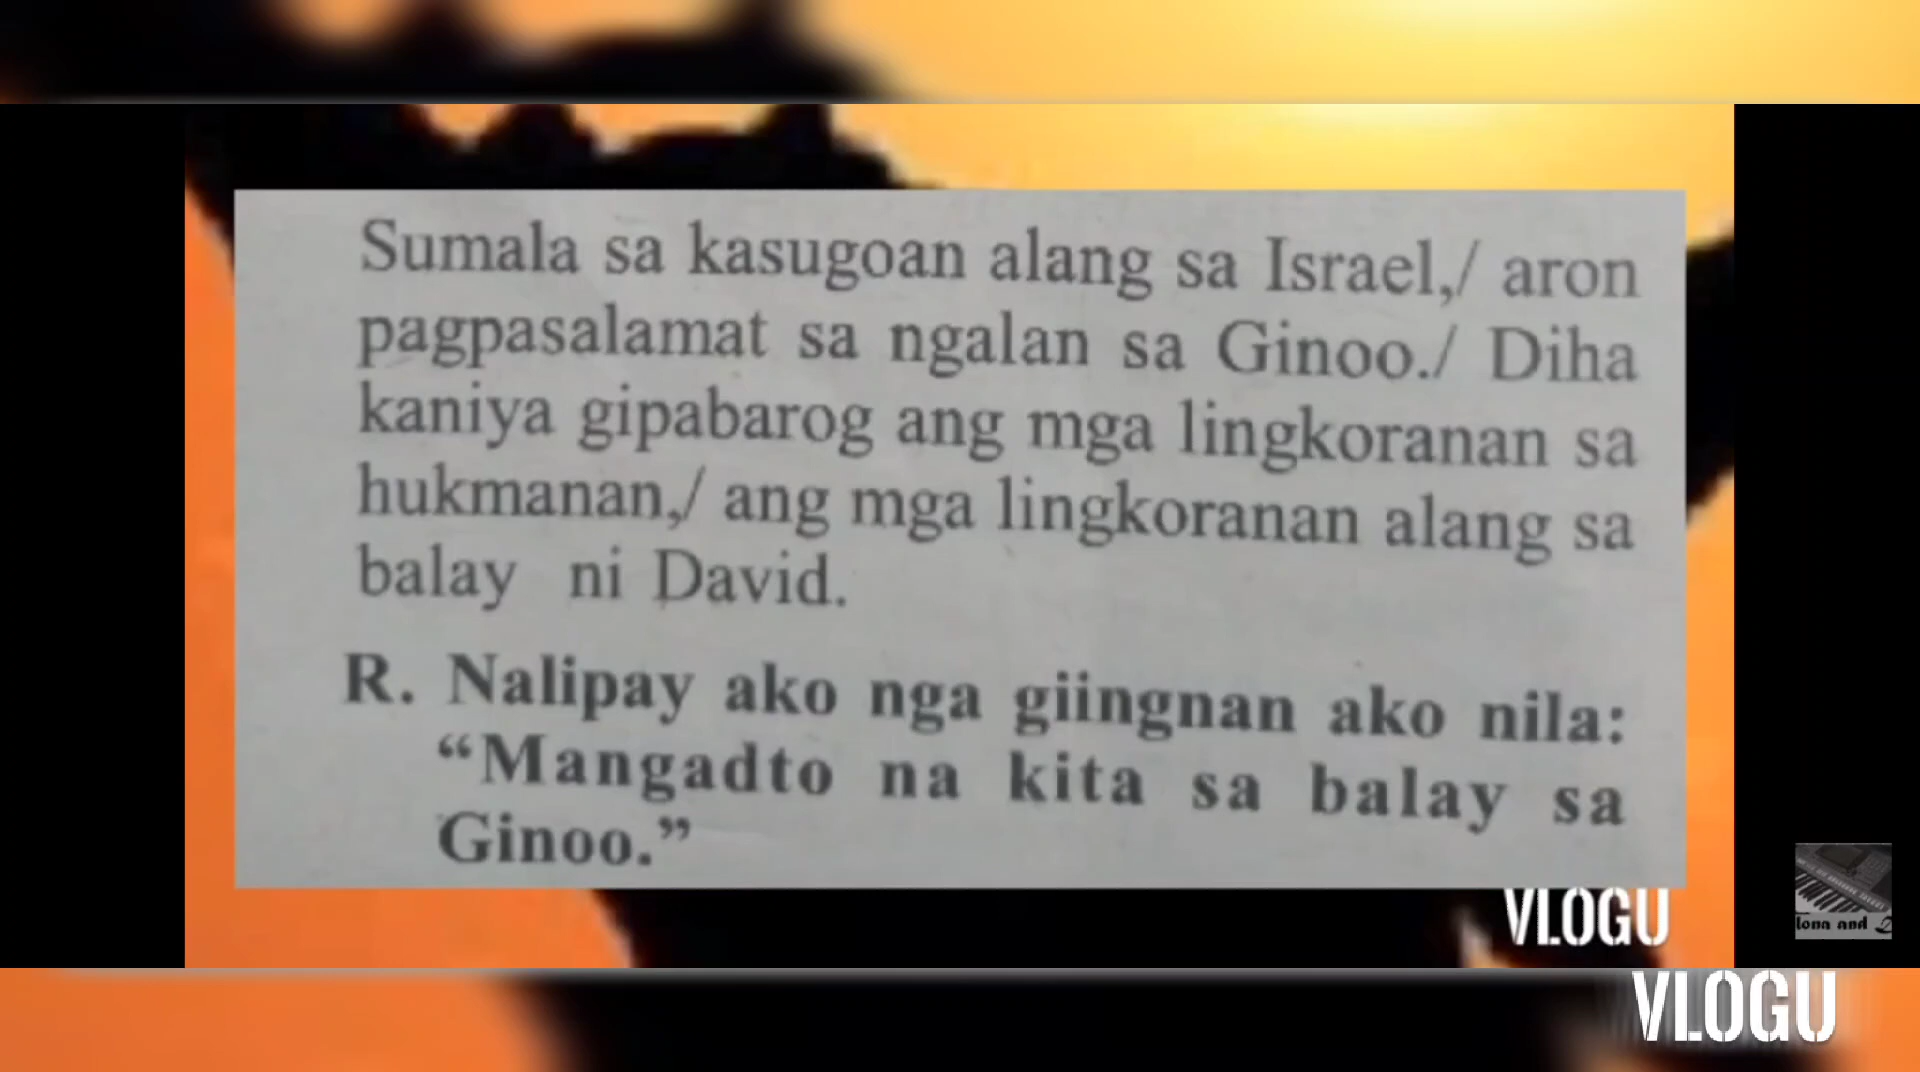 Sumala sa kasugoan alang sa Israel,/ aron
pagpasalamat sa ngalan sa Ginoo./ Diha
kaniya gipabarog ang mga lingkoranan sa
hukmanan,/ ang mga lingkoranan alang sa
balay ni David.
R. Nalipay ako nga giingnan ako nila:
“Mangadto na kita sa balay sa
Ginoo.”
VLOGU
and
VLOGU